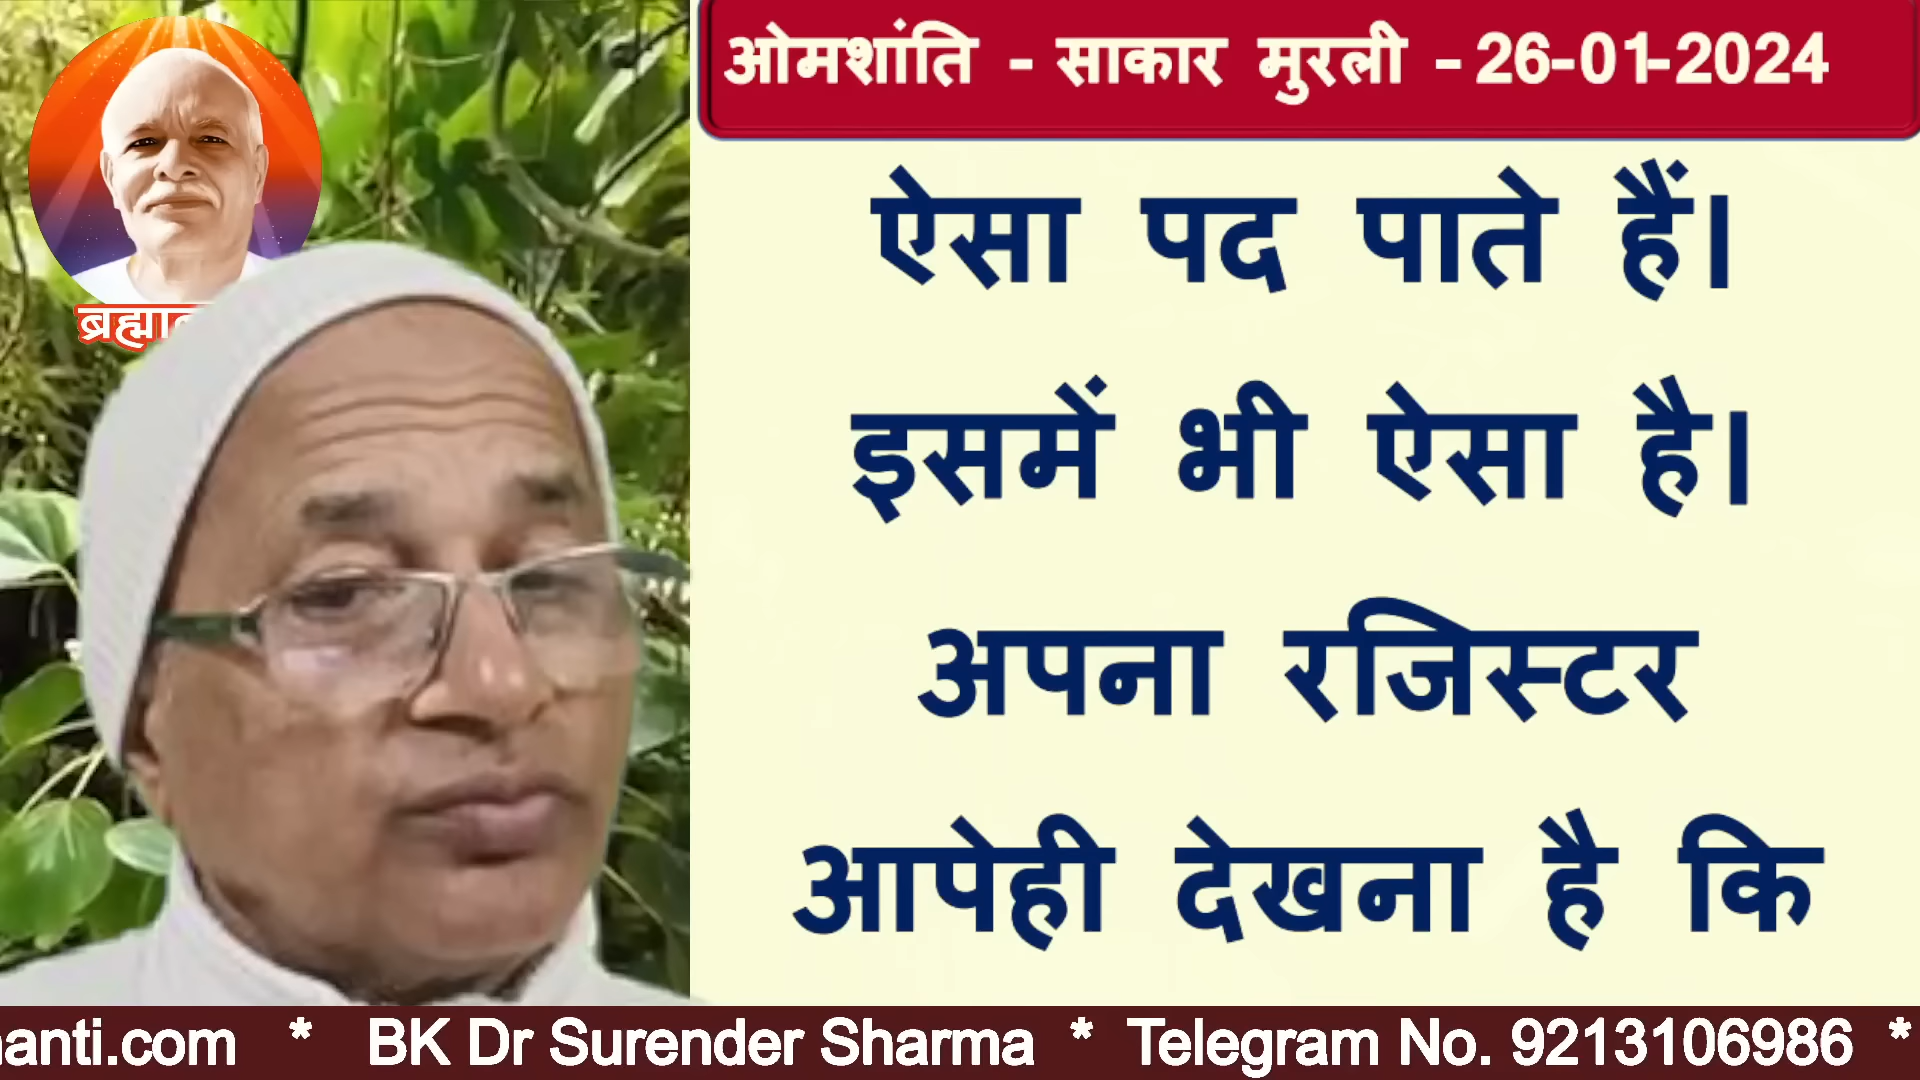 ओमशांति - साकार मुरली - 26-01-2024
ऐसा पद पाते हैं।
इसमें भी ऐसा है।
अपना रजिस्टर
आपेही देखना है कि
hanti.com * BK Dr Surender Sharma * Telegram No. 9213106986 *